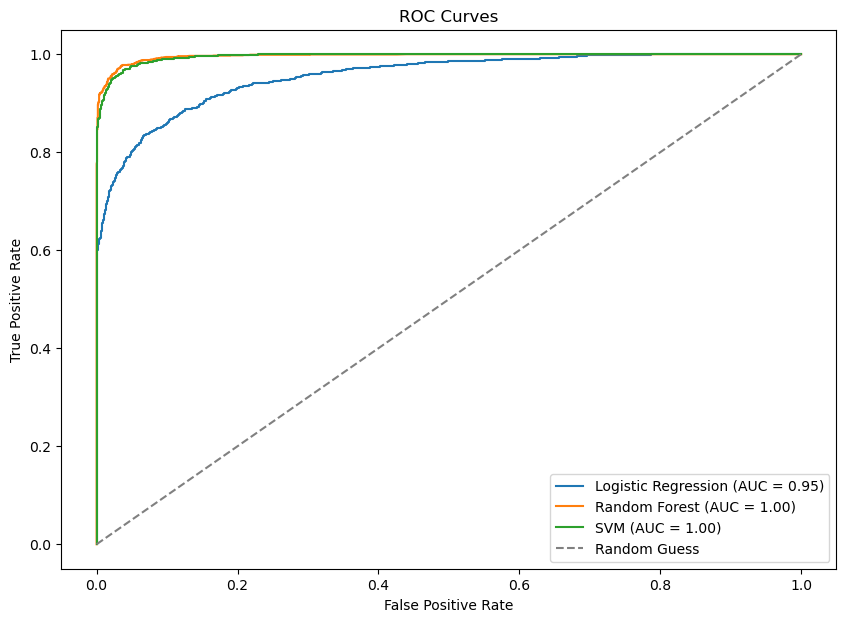 ROC Curves
True Positive Rate
1.0
0.8
0.6
0.4
0.2
0.0
Logistic Regression (AUC = 0.95)
Random Forest (AUC = 1.00)
SVM (AUC = 1.00)
Random Guess
0.0 0.2 0.4 0.6 0.8 1.0
False Positive Rate